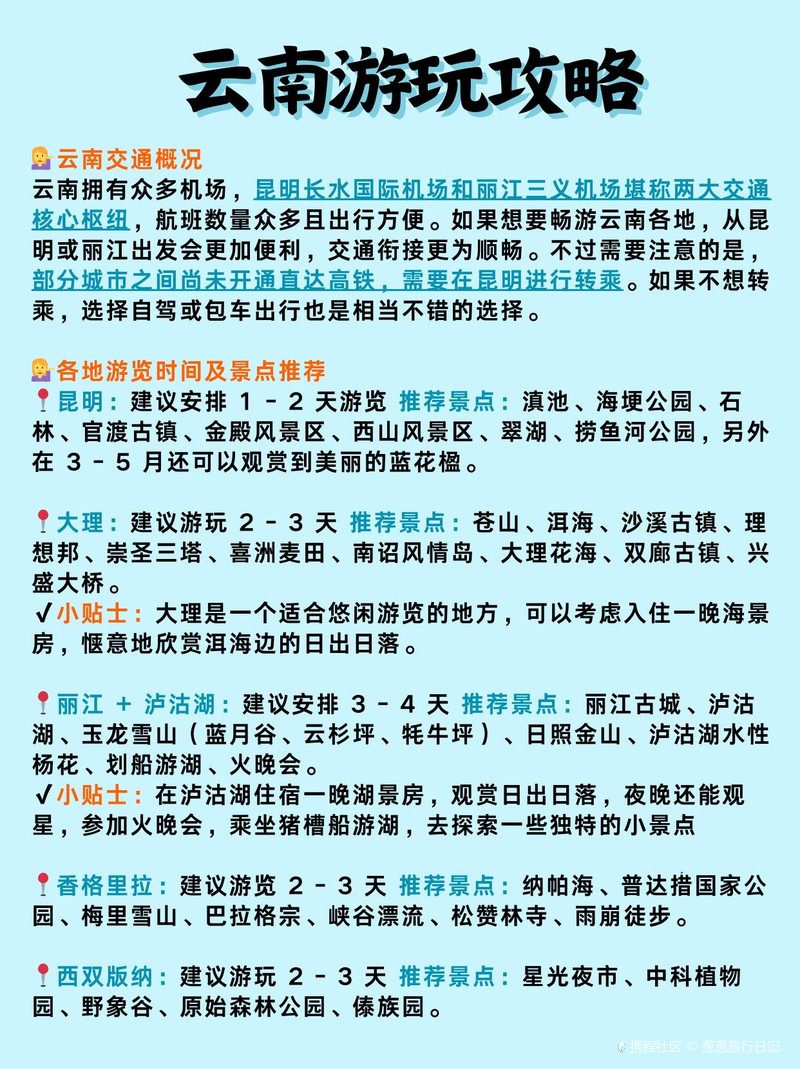 云南游玩攻略
云南交通概况
云南拥有众多机场，昆明长水国际机场和丽江三义机场堪称两大交通
核心枢纽，航班数量众多且出行方便。如果想要畅游云南各地，从昆
明或丽江出发会更加便利，交通衔接更为顺畅。不过需要注意的是，
部分城市之间尚未开通直达高铁，需要在昆明进行转乘。如果不想转
乘，选择自驾或包车出行也是相当不错的选择。
各地游览时间及景点推荐
昆明：建议安排 1 - 2 天游览 推荐景点：滇池、海埂公园、石
林、官渡古镇、金殿风景区、西山风景区、翠湖、捞鱼河公园，另外
在 3 - 5 月还可以观赏到美丽的蓝花楹。
大理：建议游玩 2 - 3 天 推荐景点：苍山、洱海、沙溪古镇、理
想邦、崇圣三塔、喜洲麦田、南诏风情岛、大理花海、双廊古镇、兴
盛大桥。
✓小贴士：大理是一个适合悠闲游览的地方，可以考虑入住一晚海景
房，惬意地欣赏洱海边的日出日落。
丽江 + 泸沽湖：建议安排 3 - 4 天 推荐景点：丽江古城、泸沽
湖、玉龙雪山（蓝月谷、云杉坪、牦牛坪）、日照金山、泸沽湖水性
杨花、划船游湖、火晚会。
✓小贴士：在泸沽湖住宿一晚湖景房，观赏日出日落，夜晚还能观
星，参加火晚会，乘坐猪槽船游湖，去探索一些独特的小景点
香格里拉：建议游览 2 - 3 天 推荐景点：纳帕海、普达措国家公
园、梅里雪山、巴拉格宗、峡谷漂流、松赞林寺、雨崩徒步。
西双版纳：建议游玩 2 - 3 天 推荐景点：星光夜市、中科植物
园、野象谷、原始森林公园、傣族园。
携程社区 © 葱葱旅行日记